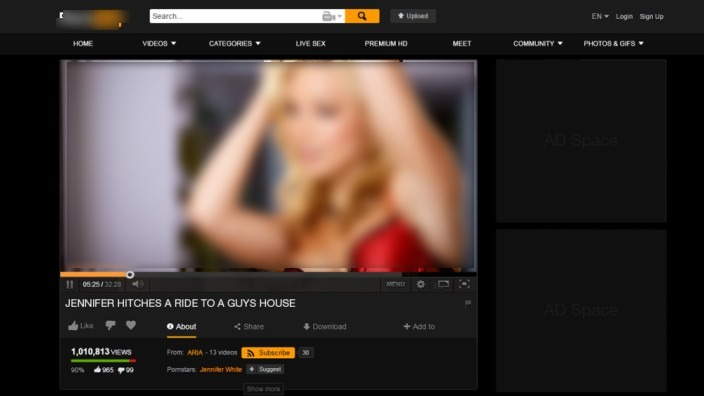 Search...
Uploed
EN Login Sign Up
HOME VIDEOS CATEGORIES LIVE SEX PREMIUM HD MEET COMMUNITY PHOTOS & GIFS
AD Space
05:25 / 32:28 MENU
JENNIFER HITCHES A RIDE TO A GUYS HOUSE
Like About Share Download Add to
AD Space
1,010,813 VIEWS
From: ARIA - 13 videos Subscribe 30
90% 965 99
Pornstars: Jennifer White + Suggest
Show more